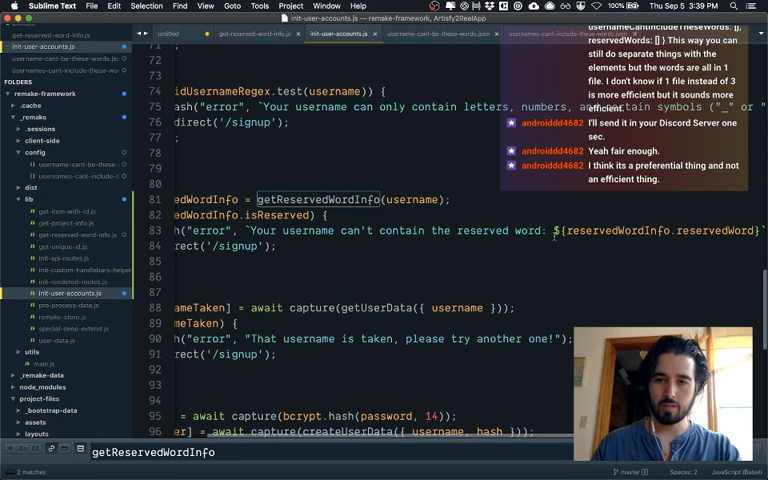 Sublime Text File Edit Selection Find View Goto Tools Project Window Help 100% Thu Sep 5 3:39 PM
init-user-accounts.js — remake-framework, Artisfy2RealApp
get-reserved-word-info.js
init-user-accounts.js
username-cant-be-these-words
usernames-cant-include-these-wo
FOLDERS
remake-framework
.cache
_remake
.sessions
client-side
config
username-cant-be-these-
usernames-cant-include-
dist
lib
get-item-with-id.js
get-project-info.js
get-reserved-word-info.js
get-unique-id.js
init-api-routes.js
init-custom-handlebars-helper
init-rendered-routes.js
init-user-accounts.js
pre-process-data.js
remake-store.js
special-deep-extend.js
user-data.js
utils
main.js
_remake-data
node_modules
project-files
_bootstrap-data
assets
layouts
untitled get-reserved-word-info.js init-user-accounts.js username-cant-be-these-words.json usernames-cant-include-these-words.json
71
72
73
74 idUsernameRegex.test(username)) {
75 ash("error", `Your username can only contain letters, numbers, and certain symbols ("_" or "
76 direct('/signup');
77 ;
78
79
80
81 edWordInfo = getReservedWordInfo(username);
82 edWordInfo.isReserved) {
83 h("error", `Your username can't contain the reserved word: ${reservedWordInfo.reservedWord}`
84 rect('/signup');
85
86
87
88 ameTaken] = await capture(getUserData({ username }));
89 meTaken) {
90 h("error", "That username is taken, please try another one!");
91 rect('/signup');
92
93
94
95 = await capture(bcrypt.hash(password, 14));
96 er] = await capture(createUserData({ username, hash }));
usernameCantIncludeTheseWords: [],
reservedWords: [] } This way you can
still do separate things with the
elements but the words are all in 1
file. I don't know if 1 file instead of 3
is more efficient but it sounds more
efficient.
androiddd4682 I'll send it in your Discord Server one
sec.
androiddd4682 Yeah fair enough.
androiddd4682 I think its a preferential thing and not
an efficient thing.
getReservedWordInfo
2 matches master Spaces: 2 JavaScript (Babel)